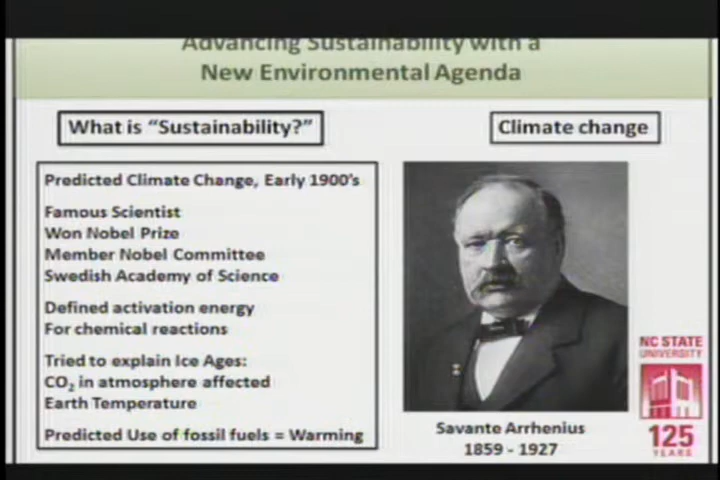 Advancing Sustainability with a
New Environmental Agenda
What is “Sustainability?”
Climate change
Predicted Climate Change, Early 1900’s
Famous Scientist
Won Nobel Prize
Member Nobel Committee
Swedish Academy of Science
Defined activation energy
For chemical reactions
Tried to explain Ice Ages:
CO₂ in atmosphere affected
Earth Temperature
Predicted Use of fossil fuels = Warming
Savante Arrhenius
1859 - 1927
NC STATE
UNIVERSITY
125
YEARS